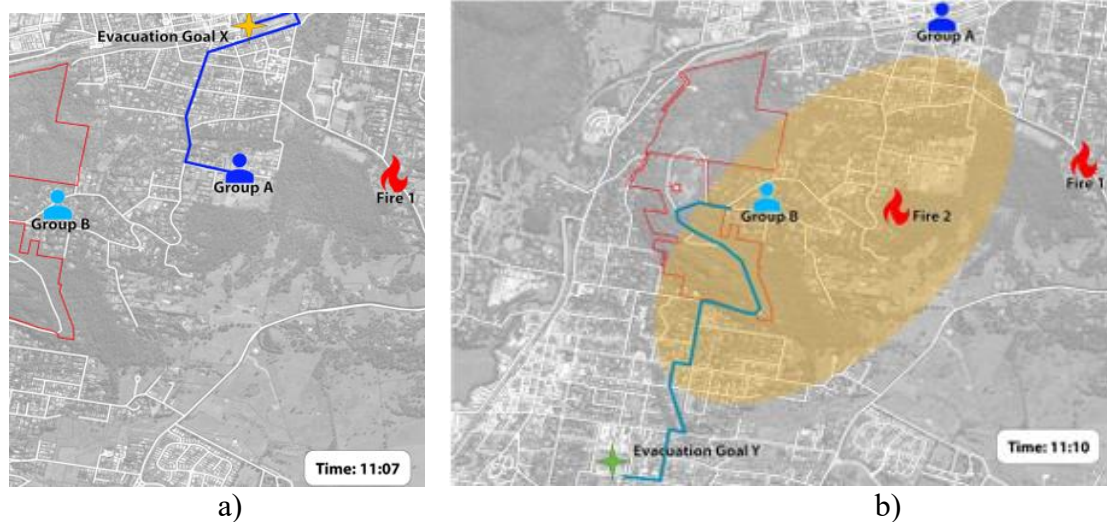 Evacuation Goal X
Group A
Group B
Fire 1
Time: 11:07
a)
Group A
Fire 1
Group B
Fire 2
Evacuation Goal Y
Time: 11:10
b)